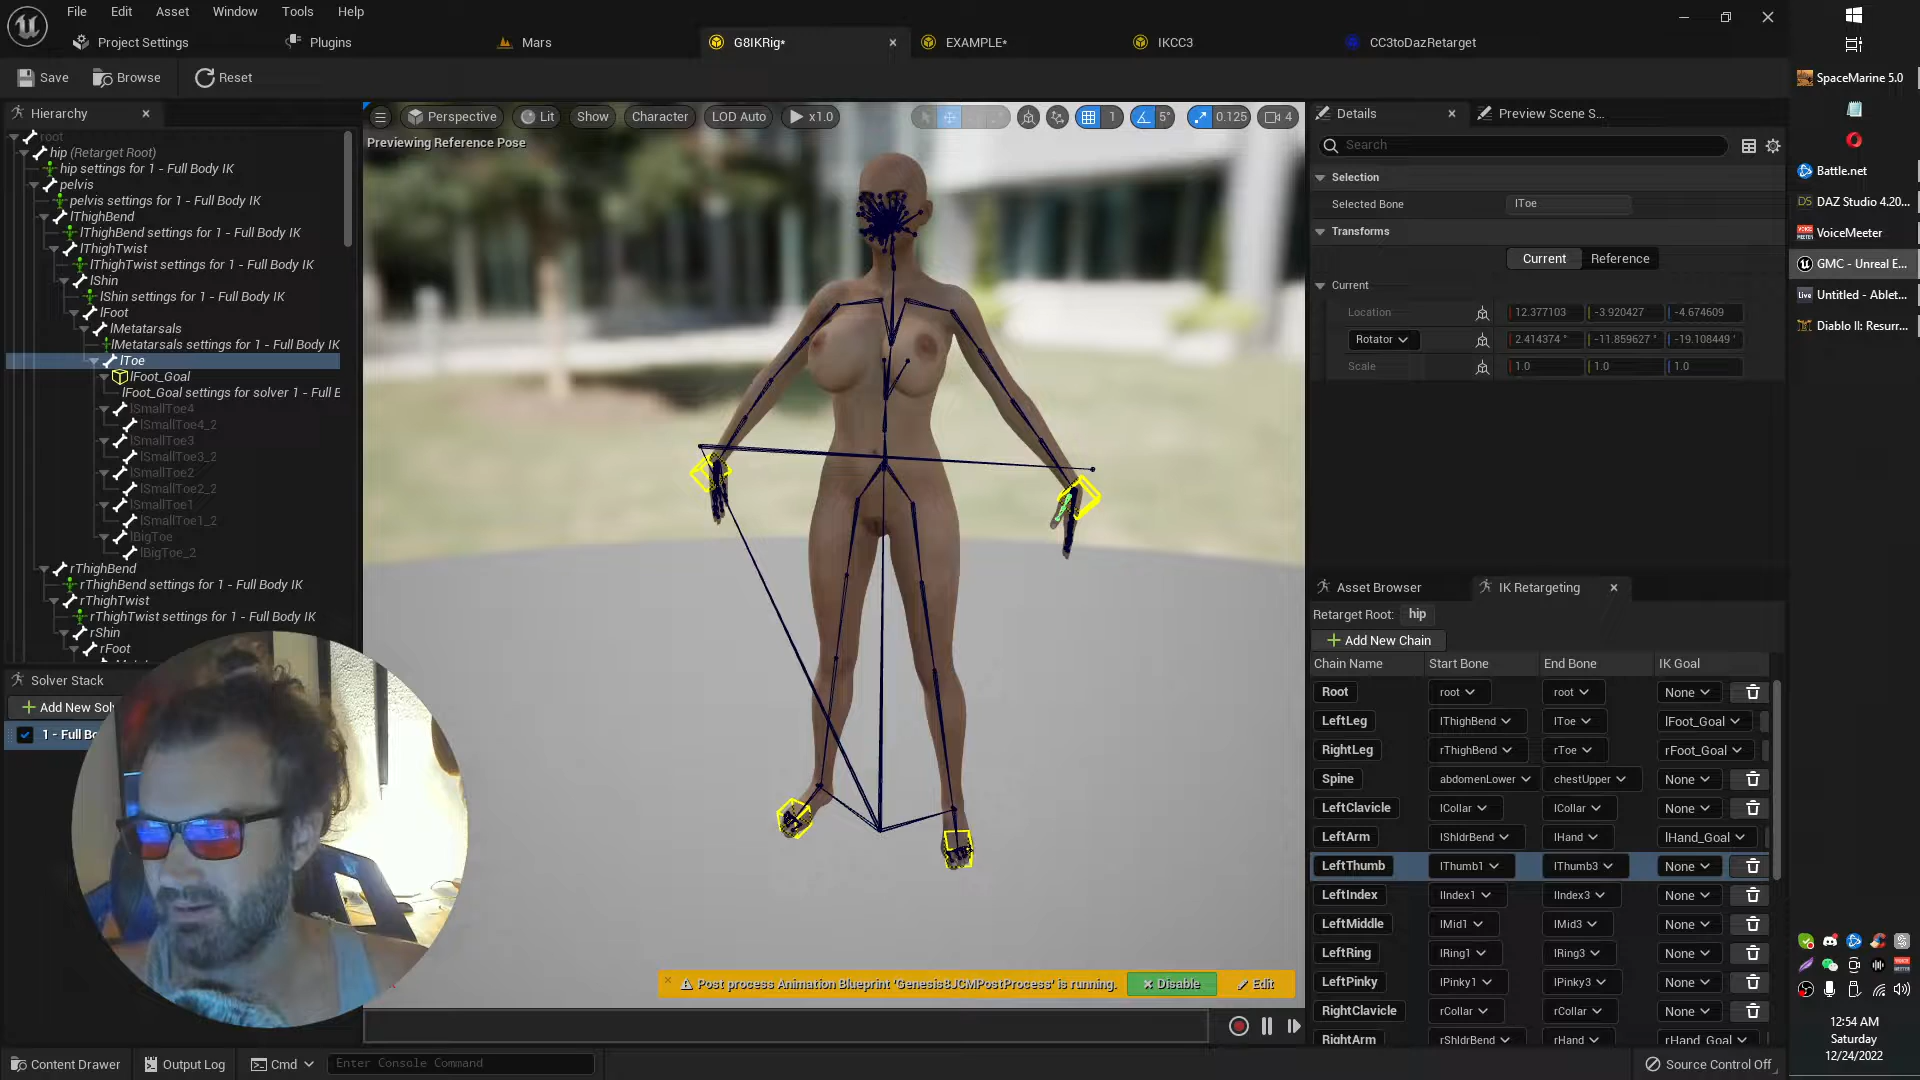 File Edit Asset Window Tools Help
Project Settings Plugins Mars G8IKRig* EXAMPLE* IKCC3 CC3toDazRetarget
Save Browse Reset
Hierarchy
root
hip (Retarget Root)
hip settings for 1 - Full Body IK
pelvis
pelvis settings for 1 - Full Body IK
lThighBend
lThighBend settings for 1 - Full Body IK
lThighTwist
lThighTwist settings for 1 - Full Body IK
lShin
lShin settings for 1 - Full Body IK
lFoot
lMetatarsals
lMetatarsals settings for 1 - Full Body IK
lToe
lFoot_Goal
lFoot_Goal settings for solver 1 - Full B
lSmallToe4
lSmallToe4_2
lSmallToe3
lSmallToe3_2
lSmallToe2
lSmallToe2_2
lSmallToe1
lSmallToe1_2
lBigToe
lBigToe_2
rThighBend
rThighBend settings for 1 - Full Body IK
rThighTwist
rThighTwist settings for 1 - Full Body IK
rShin
rFoot
Solver Stack
Add New Solv
1 - Full Bo
Perspective Lit Show Character LOD Auto x1.0 1 5° 0.125 4
Previewing Reference Pose
Post process Animation Blueprint 'Genesis8JCMPostProcess' is running. Disable Edit
Details Preview Scene S...
Search
Selection
Selected Bone lToe
Transforms
Current Reference
Current
Location 12.377103 -3.920427 -4.674609
Rotator 2.414374 ° -11.859627 ° -19.108449 °
Scale 1.0 1.0 1.0
Asset Browser IK Retargeting
Retarget Root: hip
Add New Chain
Chain Name Start Bone End Bone IK Goal
Root root root None
LeftLeg lThighBend lToe lFoot_Goal
RightLeg rThighBend rToe rFoot_Goal
Spine abdomenLower chestUpper None
LeftClavicle lCollar lCollar None
LeftArm lShldrBend lHand lHand_Goal
LeftThumb lThumb1 lThumb3 None
LeftIndex lIndex1 lIndex3 None
LeftMiddle lMid1 lMid3 None
LeftRing lRing1 lRing3 None
LeftPinky lPinky1 lPinky3 None
RightClavicle rCollar rCollar None
RightArm rShldrBend rHand rHand_Goal
Content Drawer Output Log Cmd Enter Console Command Source Control Off
SpaceMarine 5.0
Battle.net
DAZ Studio 4.20...
VoiceMeeter
GMC - Unreal E...
Untitled - Ablet...
Diablo II: Resurr...
12:54 AM
Saturday
12/24/2022